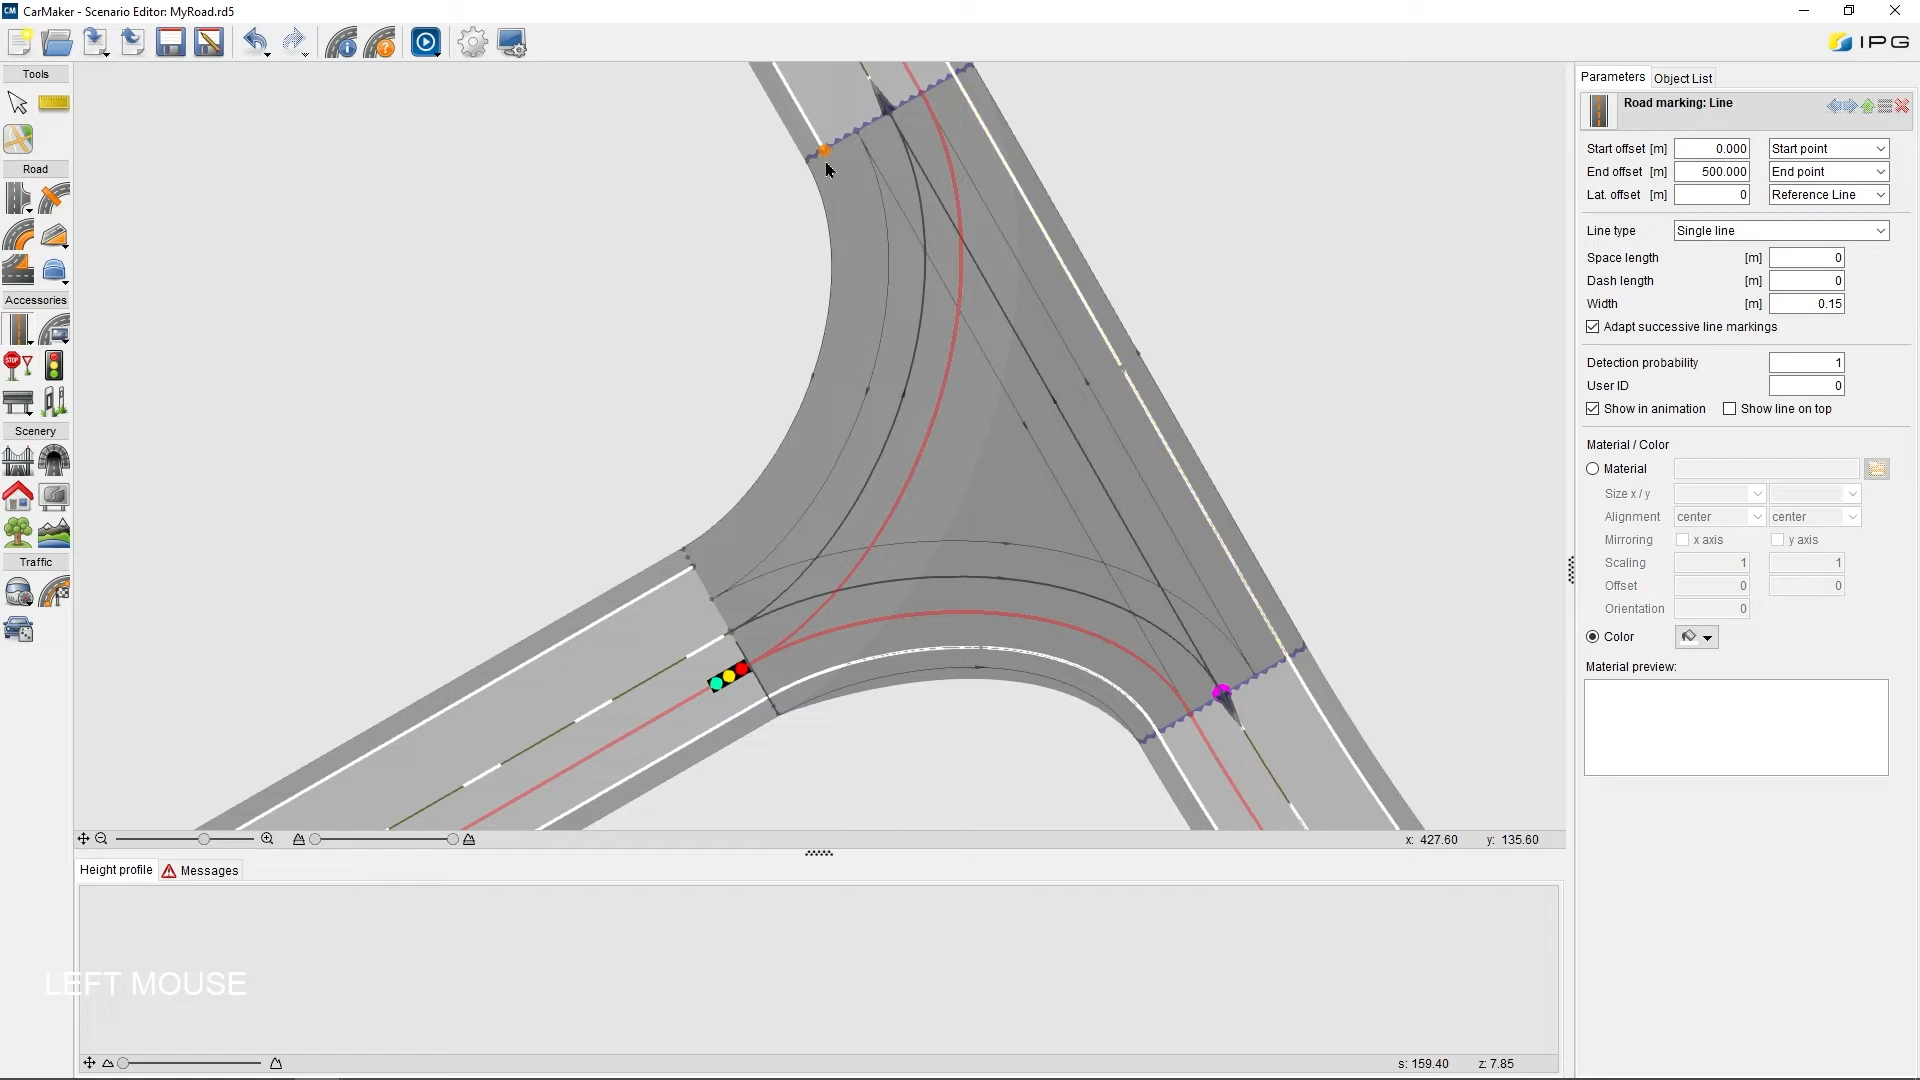 CM CarMaker - Scenario Editor: MyRoad.rd5
IPG
Tools
Road
Accessories
STOP
Scenery
Traffic
Parameters Object List
Road marking: Line
Start offset [m] 0.000 Start point
End offset [m] 500.000 End point
Lat. offset [m] 0 Reference Line
Line type Single line
Space length [m] 0
Dash length [m] 0
Width [m] 0.15
Adapt successive line markings
Detection probability 1
User ID 0
Show in animation Show line on top
Material / Color
Material
Size x / y
Alignment center center
Mirroring x axis y axis
Scaling 1 1
Offset 0 0
Orientation 0
Color
Material preview:
x: 427.60 y: 135.60
Height profile Messages
LEFT MOUSE
s: 159.40 z: 7.85